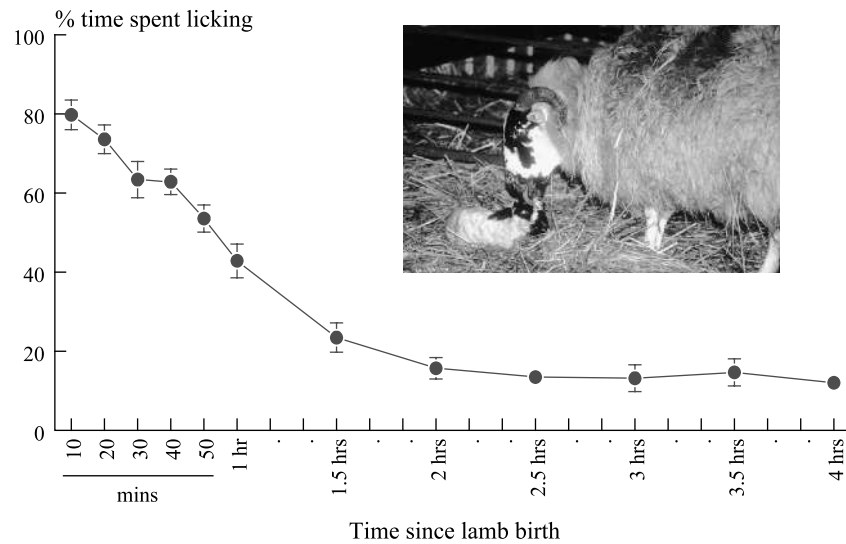 % time spent licking
100
80
60
40
20
0
10
20
30
40
50
1 hr
1.5 hrs
2 hrs
2.5 hrs
3 hrs
3.5 hrs
4 hrs
mins
Time since lamb birth